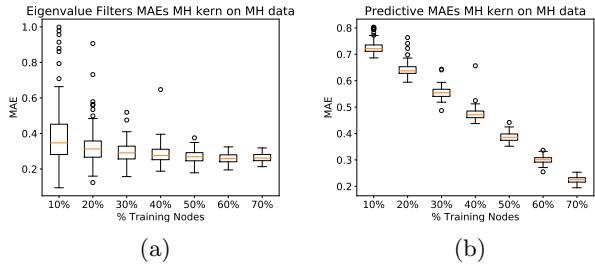 Eigenvalue Filters MAEs MH kern on MH data
MAE
1.0
0.8
0.6
0.4
0.2
10% 20% 30% 40% 50% 60% 70%
% Training Nodes
(a)
Predictive MAEs MH kern on MH data
MAE
0.8
0.7
0.6
0.5
0.4
0.3
0.2
10% 20% 30% 40% 50% 60% 70%
% Training Nodes
(b)